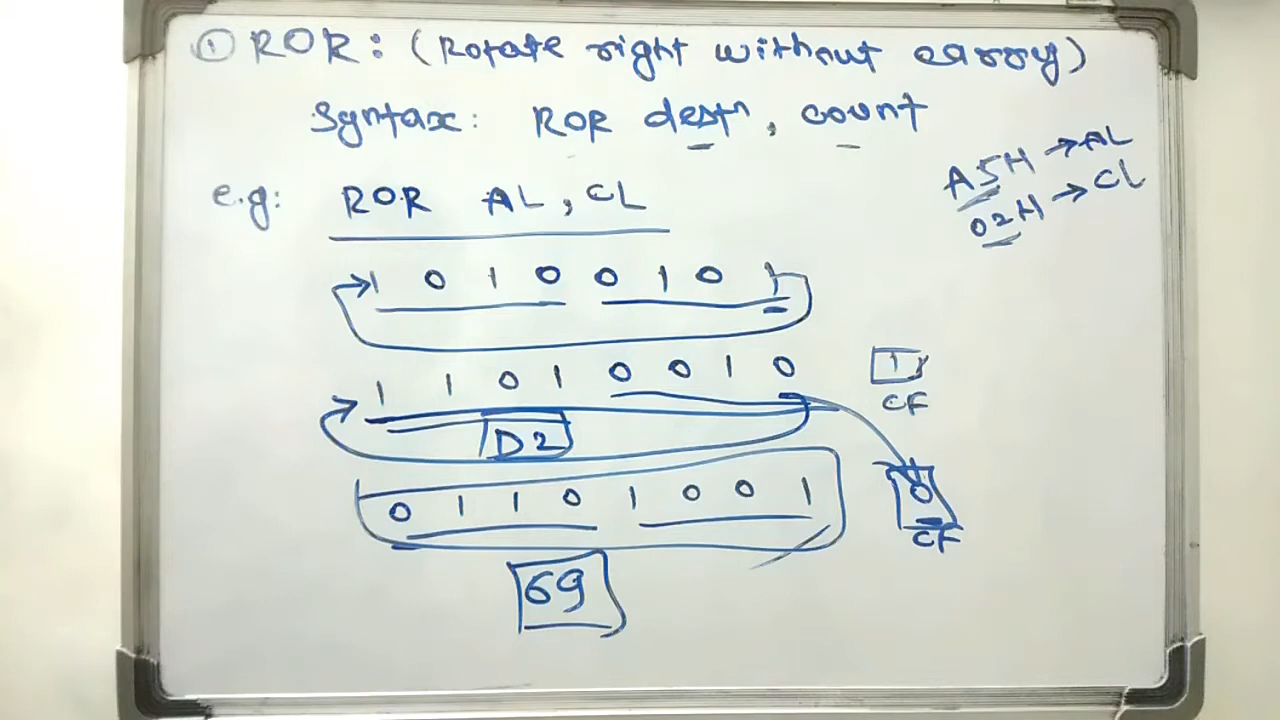 ① ROR: (Rotate right without carry)
Syntax: ROR destn, count
A5H → AL
02H → CL
e.g: ROR AL, CL
1 0 1 0 0 1 0 1
1 1 0 1 0 0 1 0
1
CF
D2
0 1 1 0 1 0 0 1
0
CF
69